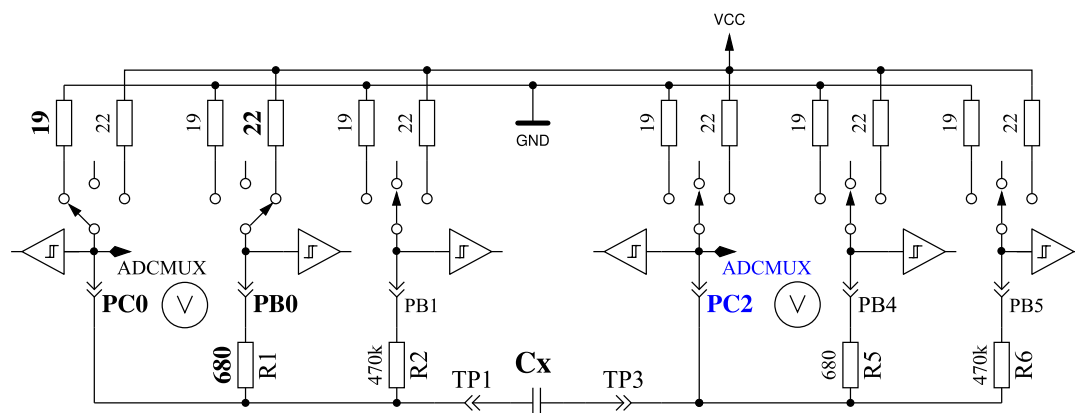 VCC
19
22
19
22
19
22
GND
19
22
19
22
19
22
ADCMUX
ADCMUX
PC0
V
PB0
PB1
PC2
V
PB4
PB5
680
R1
470k
R2
680
R5
470k
R6
TP1
Cx
TP3